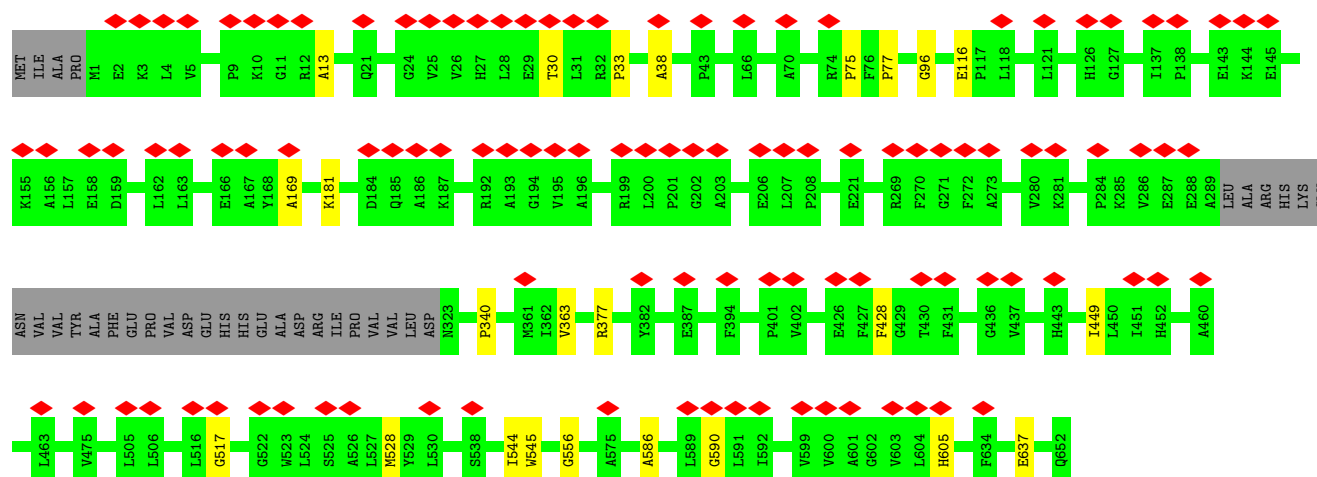 MET ILE ALA PRO M1 E2 K3 L4 V5 P9 K10 G11 R12 A13 Q21 G24 V25 V26 H27 L28 E29 T30 L31 R32 P33 A38 P43 L66 A70 R74 P75 F76 P77 G96 E116 P117 L118 L121 H126 G127 I137 P138 E143 K144 E145
K155 A156 L157 E158 D159 L162 L163 E166 A167 Y168 A169 K181 D184 Q185 A186 K187 R192 A193 G194 V195 A196 R199 L200 P201 G202 A203 E206 L207 P208 E221 R269 F270 G271 F272 A273 V280 K281 P284 K285 V286 E287 E288 A289 LEU ALA ARG HIS LYS
ASN VAL VAL TYR ALA PHE GLU PRO VAL ASP GLU HIS HIS GLU ALA ASP ARG ILE PRO VAL VAL LEU ASP N323 P340 M361 I362 V363 R377 Y382 E387 F394 P401 V402 E426 F427 F428 G429 T430 F431 G436 V437 H443 I449 L450 I451 H452 A460
L463 V475 L505 L506 L516 G517 G522 W523 L524 S525 A526 L527 M528 Y529 L530 S538 I544 W545 G556 A575 A586 L589 G590 L591 I592 V599 V600 A601 G602 V603 L604 H605 F634 E637 Q652